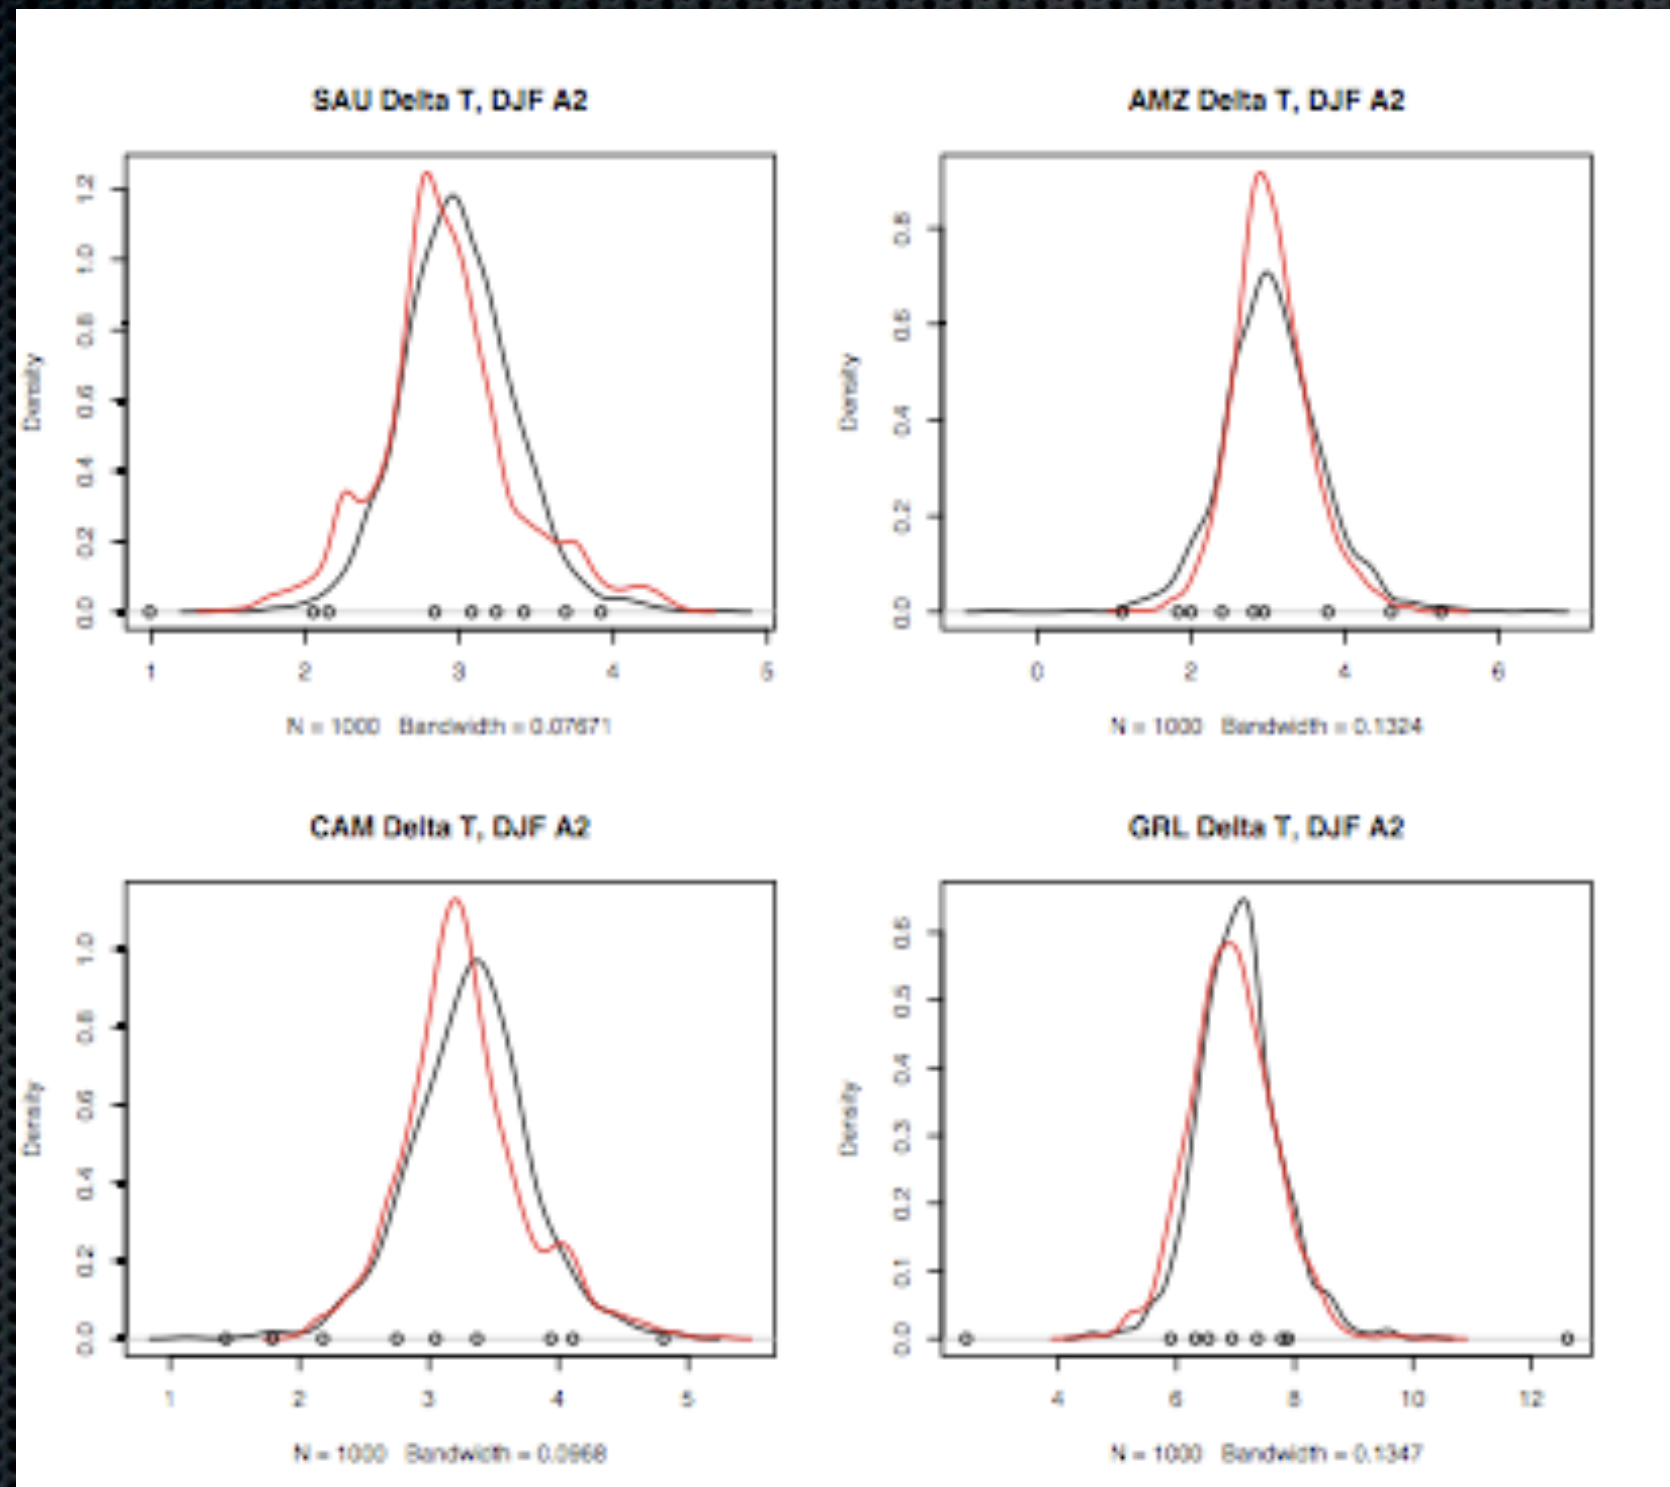 SAU Delta T, DJF A2
Density
0.0 0.2 0.4 0.6 0.8 1.0 1.2
1 2 3 4 5
N = 1000 Bandwidth = 0.07671
AMZ Delta T, DJF A2
Density
0.0 0.2 0.4 0.6 0.8
0 2 4 6
N = 1000 Bandwidth = 0.1324
CAM Delta T, DJF A2
Density
0.0 0.2 0.4 0.6 0.8 1.0
1 2 3 4 5
N = 1000 Bandwidth = 0.0968
GRL Delta T, DJF A2
Density
0.0 0.1 0.2 0.3 0.4 0.5 0.6
4 6 8 10 12
N = 1000 Bandwidth = 0.1347